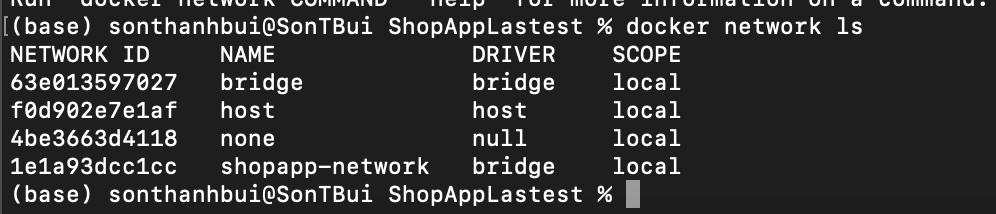 Run 'docker network COMMAND --help' for more information on a command.
[(base) sonthanhbui@SonTBui ShopAppLastest % docker network ls
NETWORK ID NAME DRIVER SCOPE
63e013597027 bridge bridge local
f0d902e7e1af host host local
4be3663d4118 none null local
1e1a93dcc1cc shopapp-network bridge local
(base) sonthanhbui@SonTBui ShopAppLastest %